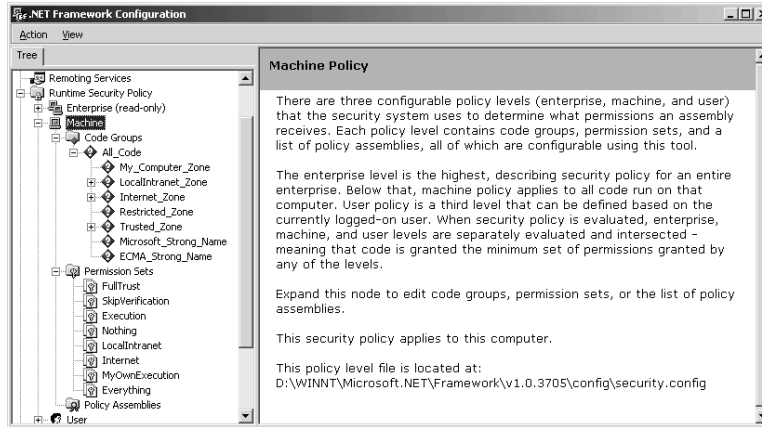 .NET Framework Configuration
Action View
Tree
Remoting Services
Runtime Security Policy
Enterprise (read-only)
Machine
Code Groups
All_Code
My_Computer_Zone
LocalIntranet_Zone
Internet_Zone
Restricted_Zone
Trusted_Zone
Microsoft_Strong_Name
ECMA_Strong_Name
Permission Sets
FullTrust
SkipVerification
Execution
Nothing
LocalIntranet
Internet
MyOwnExecution
Everything
Policy Assemblies
User
Machine Policy
There are three configurable policy levels (enterprise, machine, and user)
that the security system uses to determine what permissions an assembly
receives. Each policy level contains code groups, permission sets, and a
list of policy assemblies, all of which are configurable using this tool.
The enterprise level is the highest, describing security policy for an entire
enterprise. Below that, machine policy applies to all code run on that
computer. User policy is a third level that can be defined based on the
currently logged-on user. When security policy is evaluated, enterprise,
machine, and user levels are separately evaluated and intersected -
meaning that code is granted the minimum set of permissions granted by
any of the levels.
Expand this node to edit code groups, permission sets, or the list of policy
assemblies.
This security policy applies to this computer.
This policy level file is located at:
D:\WINNT\Microsoft.NET\Framework\v1.0.3705\config\security.config